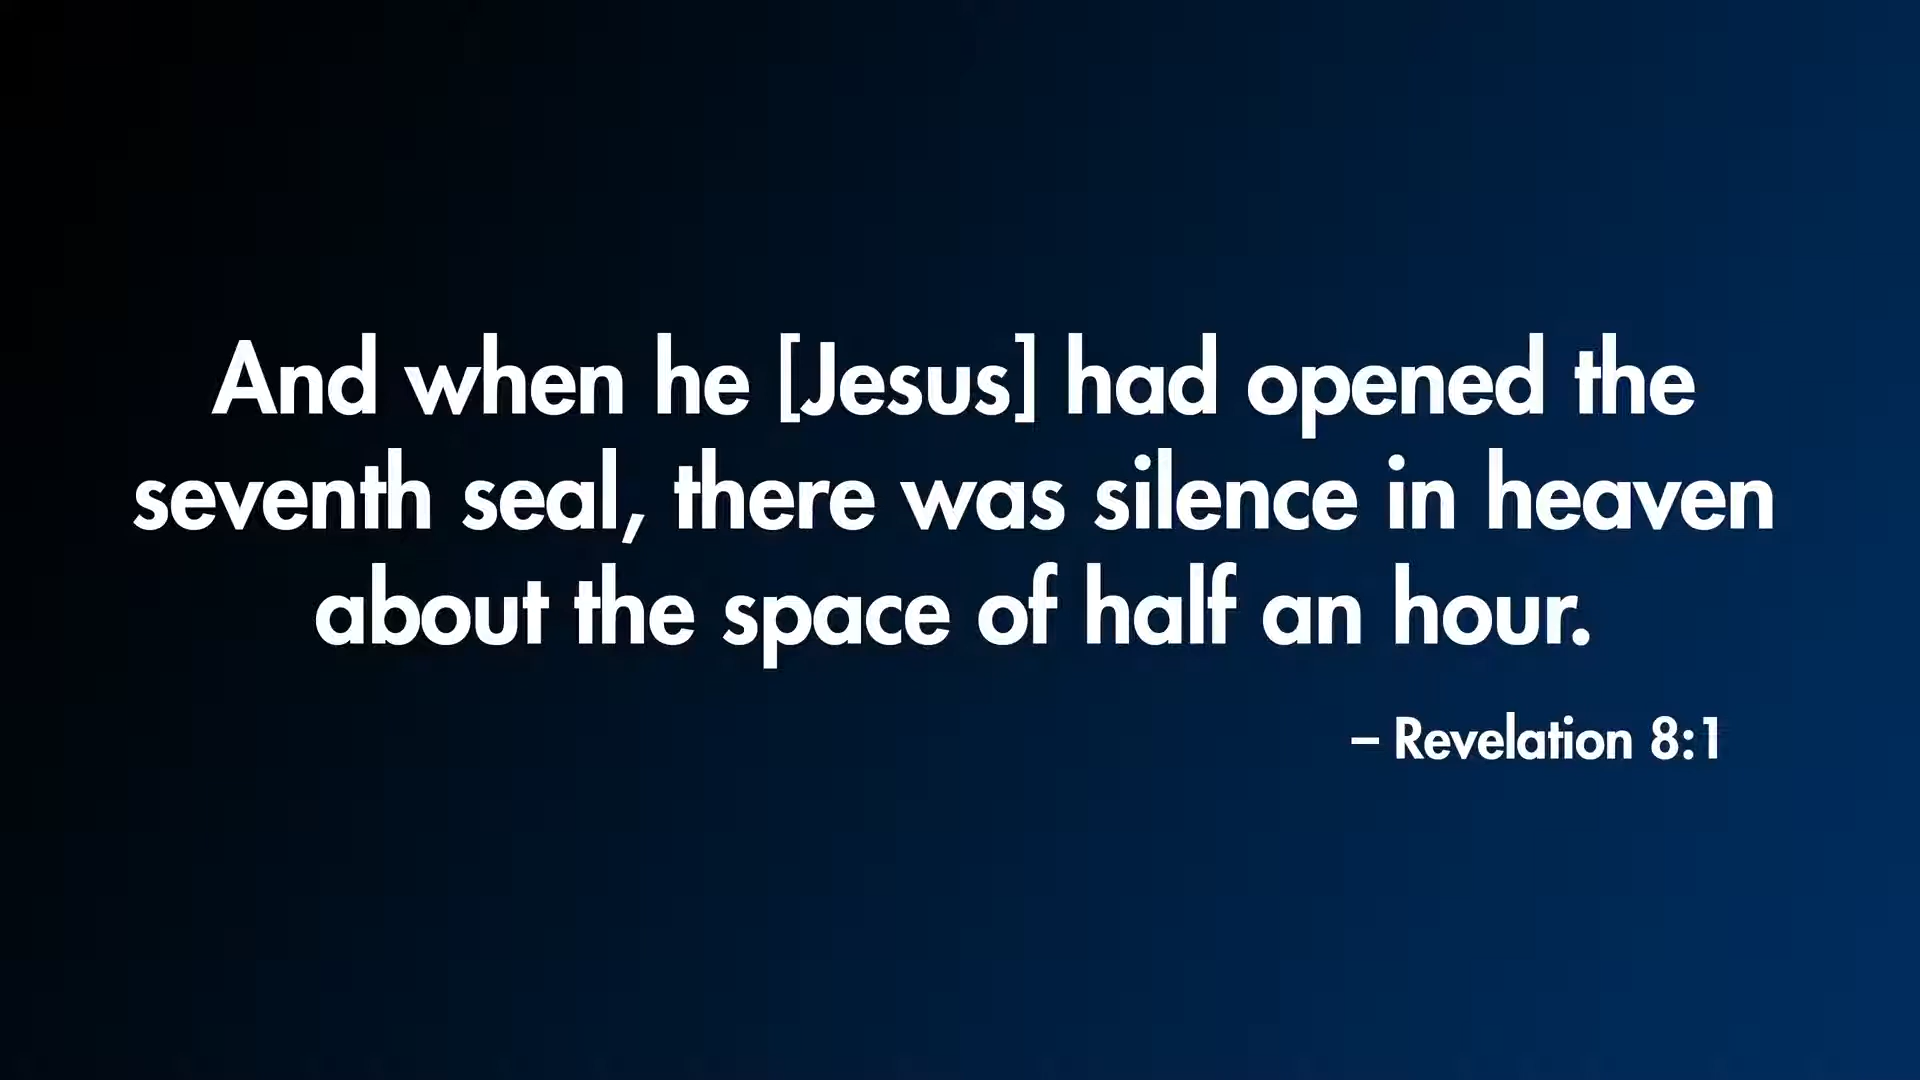 And when he [Jesus] had opened the
seventh seal, there was silence in heaven
about the space of half an hour.
– Revelation 8:1